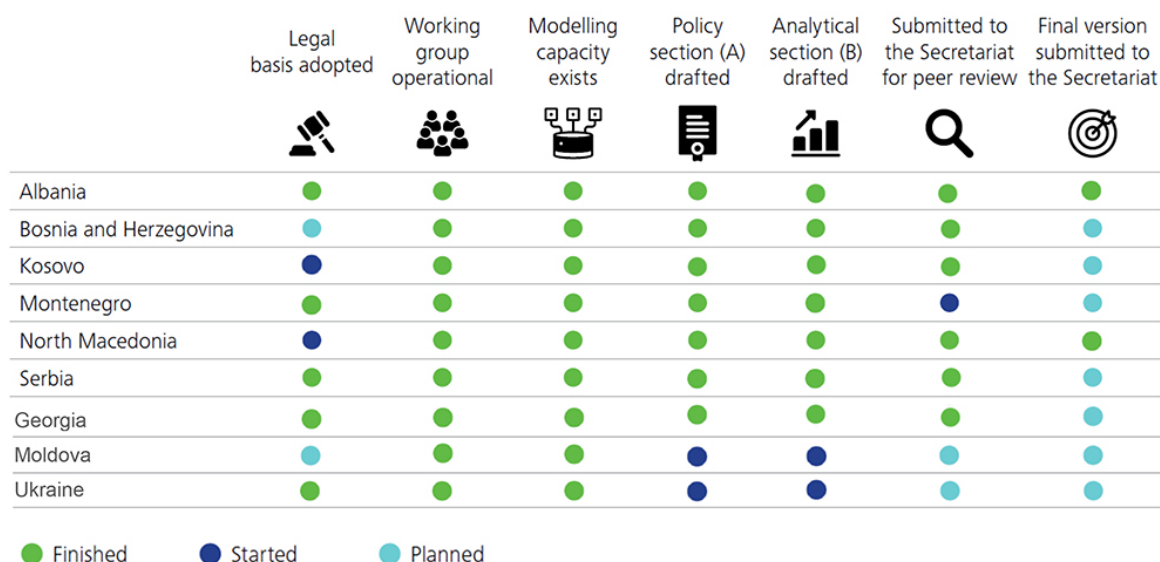 Legal
basis adopted
Working
group
operational
Modelling
capacity
exists
Policy
section (A)
drafted
Analytical
section (B)
drafted
Submitted to
the Secretariat
for peer review
Final version
submitted to
the Secretariat
Albania
Bosnia and Herzegovina
Kosovo
Montenegro
North Macedonia
Serbia
Georgia
Moldova
Ukraine
Finished
Started
Planned